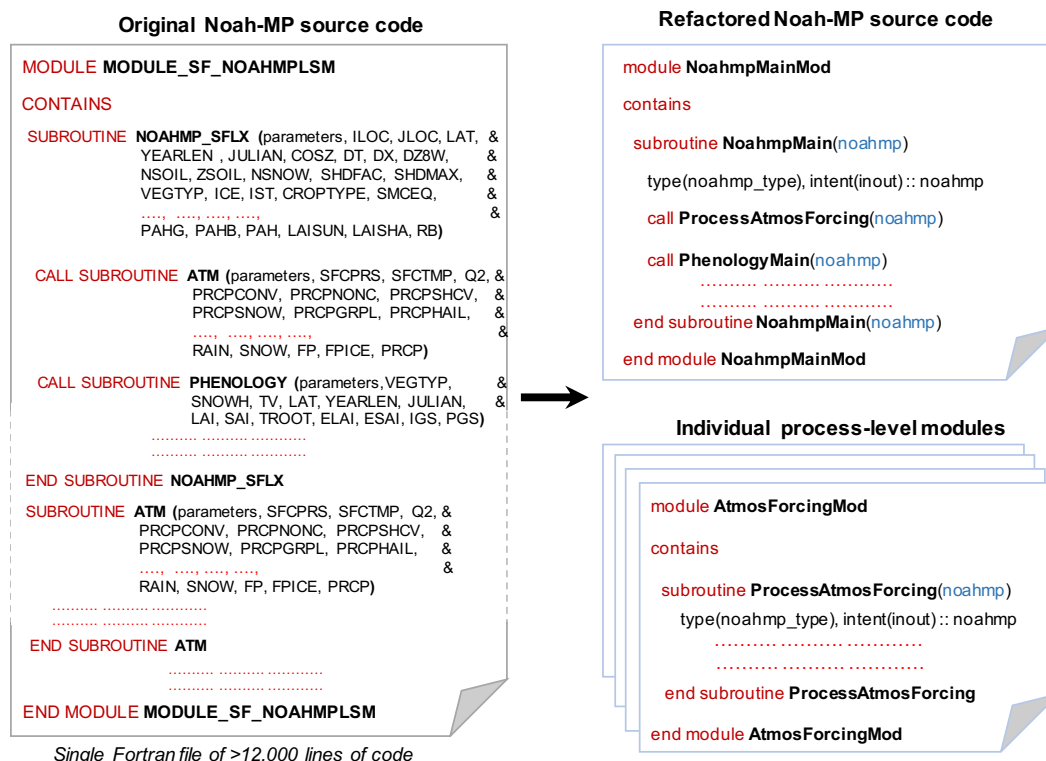 Original Noah-MP source code
MODULE MODULE_SF_NOAHMPLSM
CONTAINS
SUBROUTINE NOAHMP_SFLX (parameters, ILOC, JLOC, LAT, &
YEARLEN , JULIAN, COSZ, DT, DX, DZ8W, &
NSOIL, ZSOIL, NSNOW, SHDFAC, SHDMAX, &
VEGTYP, ICE, IST, CROPTYPE, SMCEQ, &
...., ...., ...., ...., &
PAHG, PAHB, PAH, LAISUN, LAISHA, RB)
CALL SUBROUTINE ATM (parameters, SFCPRS, SFCTMP, Q2, &
PRCPCONV, PRCPNONC, PRCPSHCV, &
PRCPSNOW, PRCPGRPL, PRCPHAIL, &
...., ...., ...., ...., &
RAIN, SNOW, FP, FPICE, PRCP)
CALL SUBROUTINE PHENOLOGY (parameters,VEGTYP, &
SNOWH, TV, LAT, YEARLEN, JULIAN, &
LAI, SAI, TROOT, ELAI, ESAI, IGS, PGS)
.......... .......... ............
.......... .......... ............
END SUBROUTINE NOAHMP_SFLX
SUBROUTINE ATM (parameters, SFCPRS, SFCTMP, Q2, &
PRCPCONV, PRCPNONC, PRCPSHCV, &
PRCPSNOW, PRCPGRPL, PRCPHAIL, &
...., ...., ...., ...., &
RAIN, SNOW, FP, FPICE, PRCP)
.......... .......... ............
.......... .......... ............
END SUBROUTINE ATM
.......... .......... ............
.......... .......... ............
END MODULE MODULE_SF_NOAHMPLSM
Single Fortran file of >12,000 lines of code
Refactored Noah-MP source code
module NoahmpMainMod
contains
subroutine NoahmpMain(noahmp)
type(noahmp_type), intent(inout) :: noahmp
call ProcessAtmosForcing(noahmp)
call PhenologyMain(noahmp)
.......... .......... ............
.......... .......... ............
end subroutine NoahmpMain(noahmp)
end module NoahmpMainMod
Individual process-level modules
module AtmosForcingMod
contains
subroutine ProcessAtmosForcing(noahmp)
type(noahmp_type), intent(inout) :: noahmp
.......... .......... ............
.......... .......... ............
end subroutine ProcessAtmosForcing
end module AtmosForcingMod